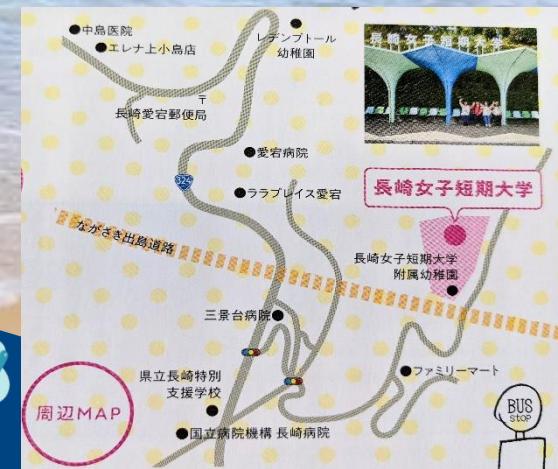 中島医院
エレナ上小島店
レデンプトール
幼稚園
〒
長崎愛宕郵便局
長崎女子短期大学
愛宕病院
324
ララプレイス愛宕
長崎女子短期大学
ながさき出島道路
長崎女子短期大学
附属幼稚園
三景台病院
ファミリーマート
県立長崎特別
支援学校
周辺MAP
国立病院機構 長崎病院
BUS
STOP